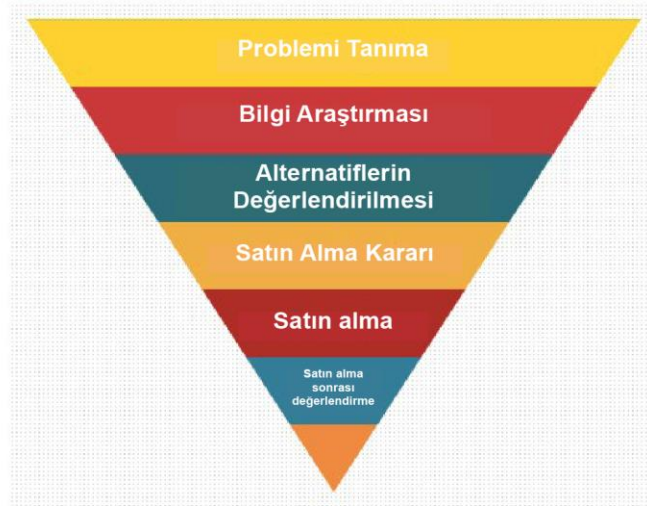 Problemi Tanıma
Bilgi Araştırması
Alternatiflerin
Değerlendirilmesi
Satın Alma Kararı
Satın alma
Satın alma
sonrası
değerlendirme